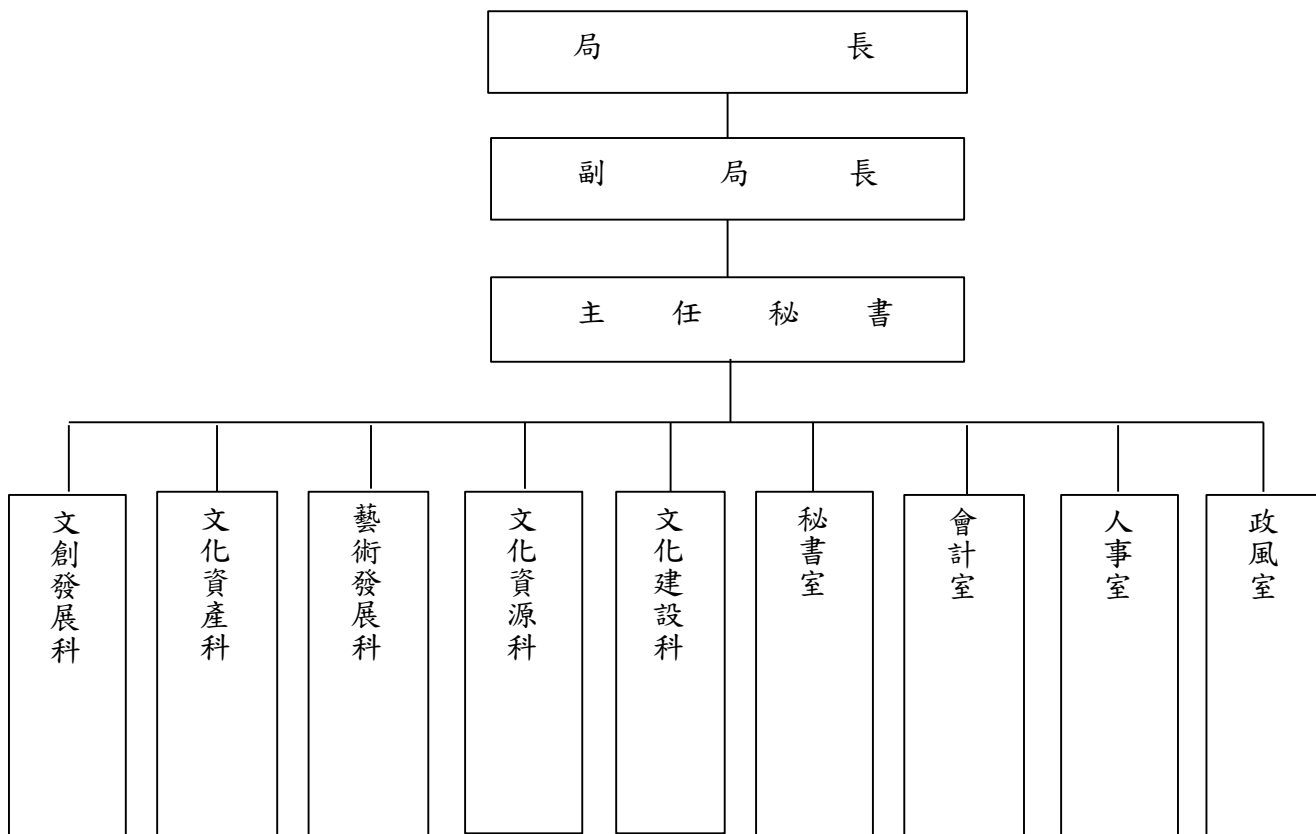 局長
副局長
主任秘書
文創發展科
文化資產科
藝術發展科
文化資源科
文化建設科
秘書室
會計室
人事室
政風室